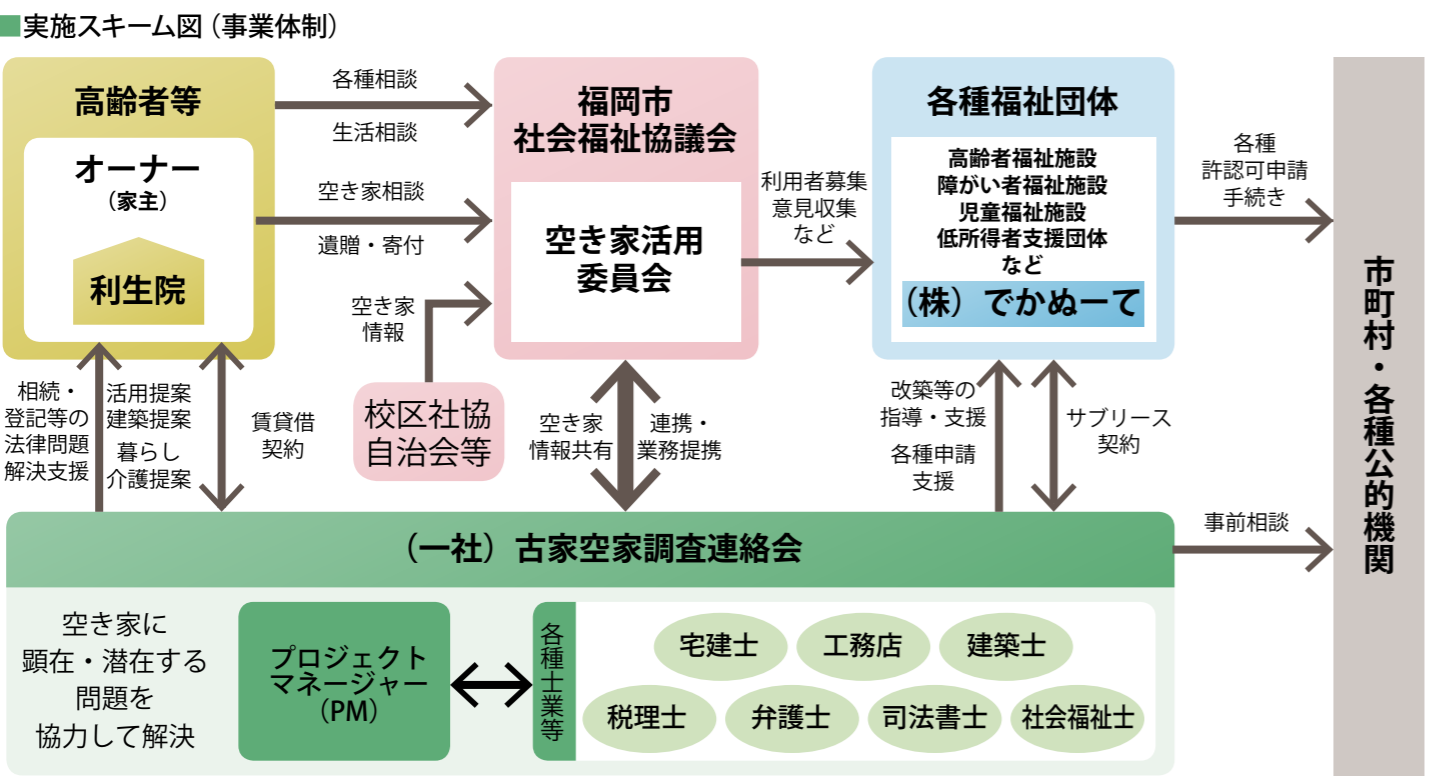 ■実施スキーム図（事業体制）
高齢者等
オーナー
（家主）
利生院
各種相談
生活相談
空き家相談
遺贈・寄付
空き家
情報
校区社協
自治会等
福岡市
社会福祉協議会
空き家活用
委員会
利用者募集
意見収集
など
各種福祉団体
高齢者福祉施設
障がい者福祉施設
児童福祉施設
低所得者支援団体
など
（株）でかぬーて
各種
許認可申請
手続き
市町村・各種公的機関
相続・
登記等の
法律問題
解決支援
活用提案
建築提案
暮らし
介護提案
賃貸借
契約
空き家
情報共有
連携・
業務提携
改築等の
指導・支援
各種申請
支援
サブリース
契約
事前相談
（一社）古家空家調査連絡会
空き家に
顕在・潜在する
問題を
協力して解決
プロジェクト
マネージャー
（PM）
各種士業等
宅建士
工務店
建築士
税理士
弁護士
司法書士
社会福祉士